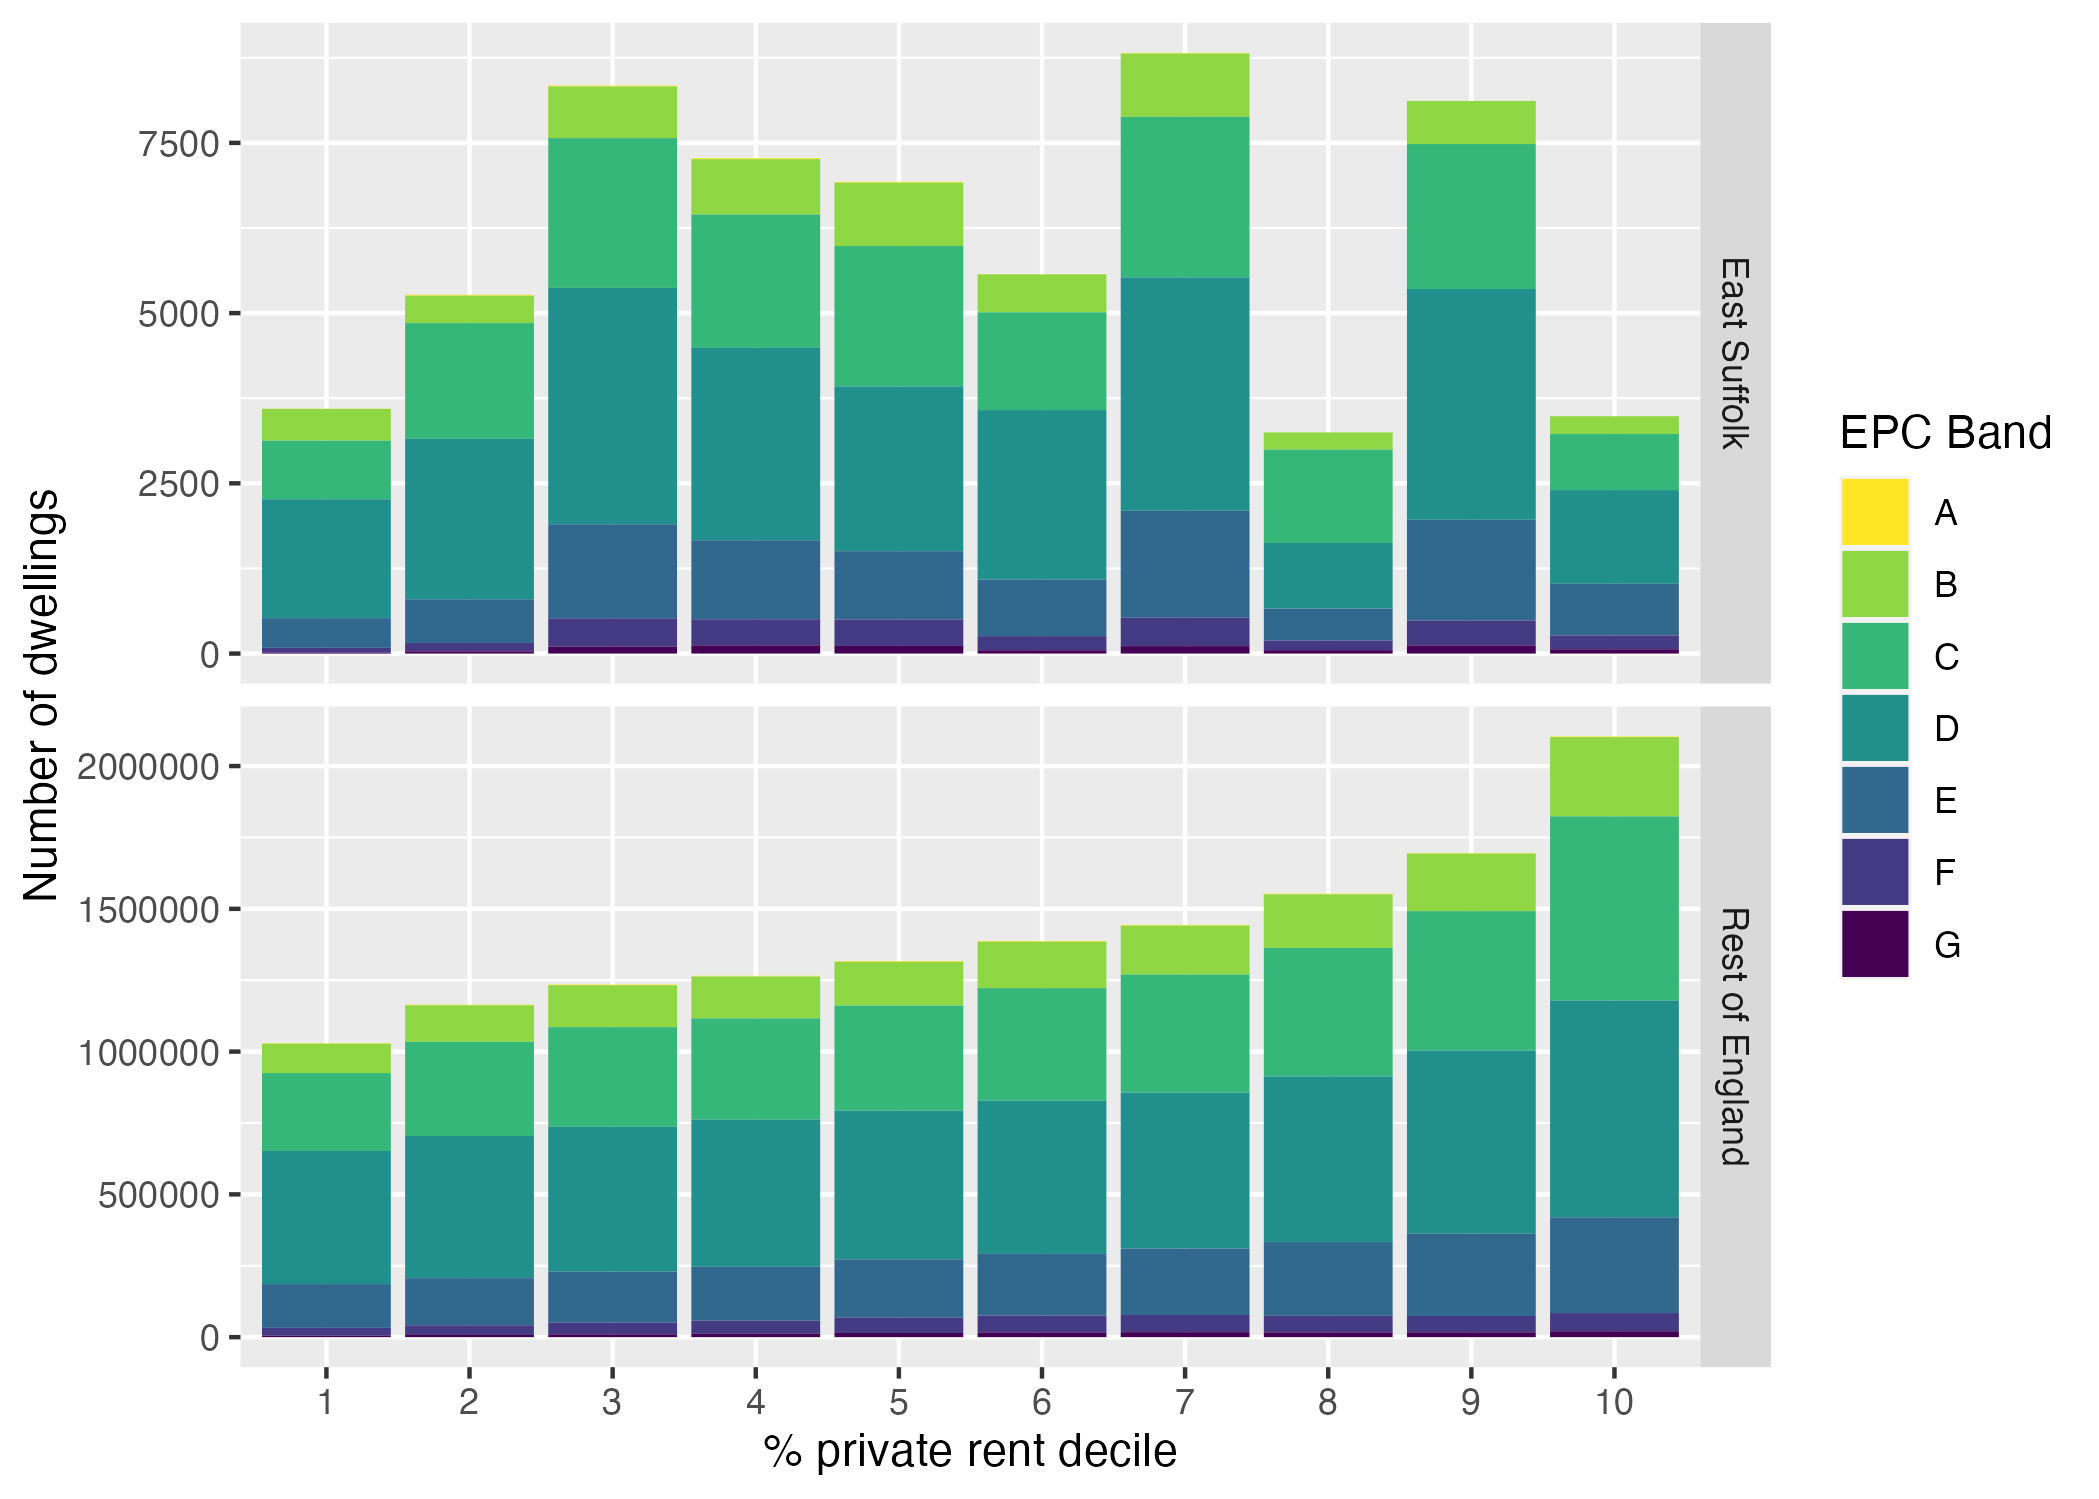 Number of dwellings
7500
5000
2500
0
East Suffolk
2000000
1500000
1000000
500000
0
Rest of England
1 2 3 4 5 6 7 8 9 10
% private rent decile
EPC Band
A
B
C
D
E
F
G